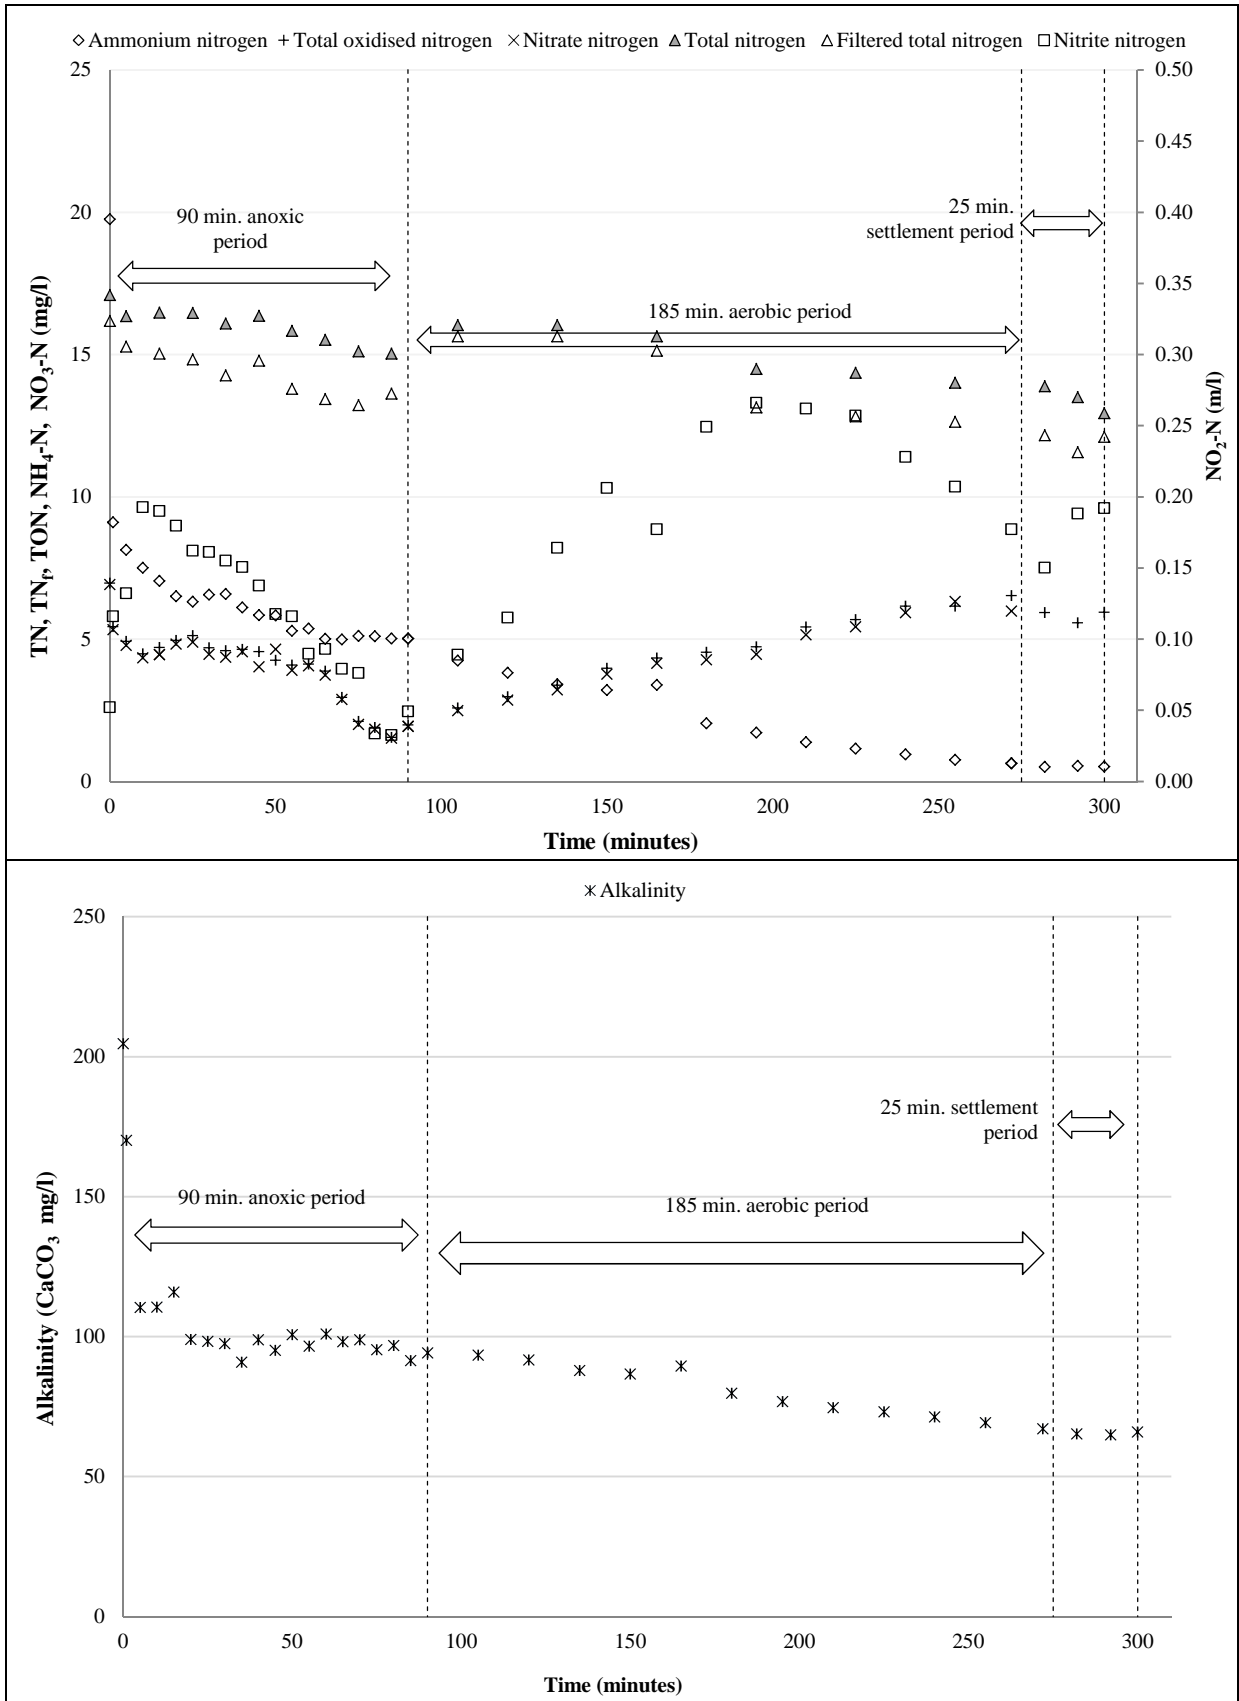 Ammonium nitrogen Total oxidised nitrogen Nitrate nitrogen Total nitrogen Filtered total nitrogen Nitrite nitrogen
25
20
15
10
5
0
TN, TNf, TON, NH4-N, NO3-N (mg/l)
90 min. anoxic
period
185 min. aerobic period
25 min.
settlement period
0.50
0.45
0.40
0.35
0.30
0.25
0.20
0.15
0.10
0.05
0.00
NO2-N (m/l)
0 50 100 150 200 250 300
Time (minutes)
Alkalinity
250
200
150
100
50
0
Alkalinity (CaCO3 mg/l)
90 min. anoxic period
185 min. aerobic period
25 min. settlement
period
0 50 100 150 200 250 300
Time (minutes)